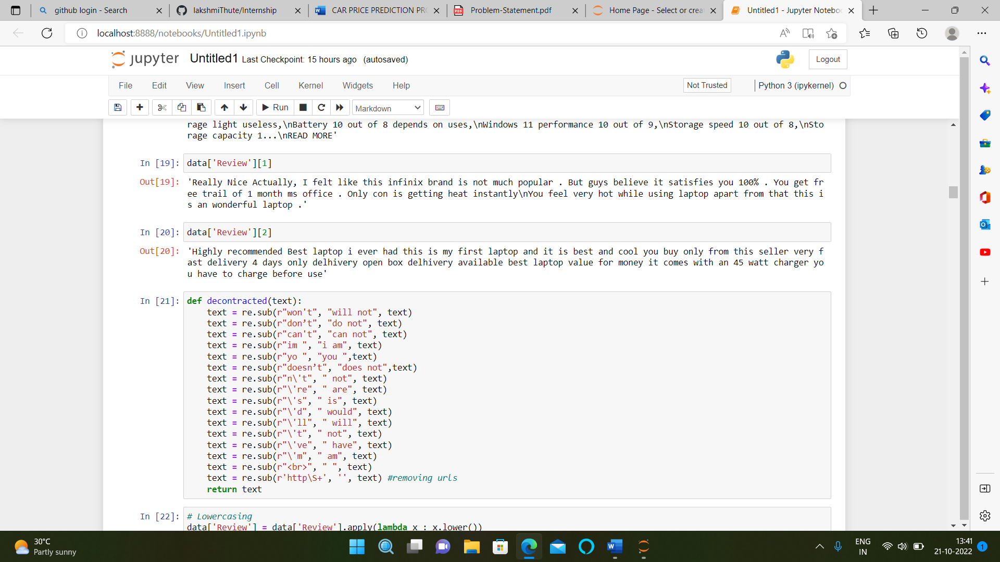 github login - Search
lakshmiThute/Internship
CAR PRICE PREDICTION PRO
Problem-Statement.pdf
Home Page - Select or crea
Untitled1 - Jupyter Noteboo
localhost:8888/notebooks/Untitled1.ipynb
jupyter Untitled1 Last Checkpoint: 15 hours ago (autosaved)
Logout
File Edit View Insert Cell Kernel Widgets Help
Not Trusted
Python 3 (ipykernel)
Run
Markdown
rage light useless,\nBattery 10 out of 8 depends on uses,\nWindows 11 performance 10 out of 9,\nStorage speed 10 out of 8,\nSto
rage capacity 1...\nREAD MORE'
In [19]: data['Review'][1]
Out[19]: 'Really Nice Actually, I felt like this infinix brand is not much popular . But guys believe it satisfies you 100% . You get fr
ee trail of 1 month ms office . Only con is getting heat instantly\nYou feel very hot while using laptop apart from that this i
s an wonderful laptop .'
In [20]: data['Review'][2]
Out[20]: 'Highly recommended Best laptop i ever had this is my first laptop and it is best and cool you buy only from this seller very f
ast delivery 4 days only delhivery open box delhivery available best laptop value for money it comes with an 45 watt charger yo
u have to charge before use'
In [21]: def decontracted(text):
text = re.sub(r"won't", "will not", text)
text = re.sub(r"don’t", "do not", text)
text = re.sub(r"can't", "can not", text)
text = re.sub(r"im ", "i am", text)
text = re.sub(r"yo ", "you ",text)
text = re.sub(r"doesn’t", "does not",text)
text = re.sub(r"n\'t", " not", text)
text = re.sub(r"\'re", " are", text)
text = re.sub(r"\'s", " is", text)
text = re.sub(r"\'d", " would", text)
text = re.sub(r"\'ll", " will", text)
text = re.sub(r"\'t", " not", text)
text = re.sub(r"\'ve", " have", text)
text = re.sub(r"\'m", " am", text)
text = re.sub(r"<br>", " ", text)
text = re.sub(r'http\S+', '', text) #removing urls
return text
In [22]: # Lowercasing
data['Review'] = data['Review'].apply(lambda x : x.lower())
30°C
Partly sunny
ENG
IN
13:41
21-10-2022
1